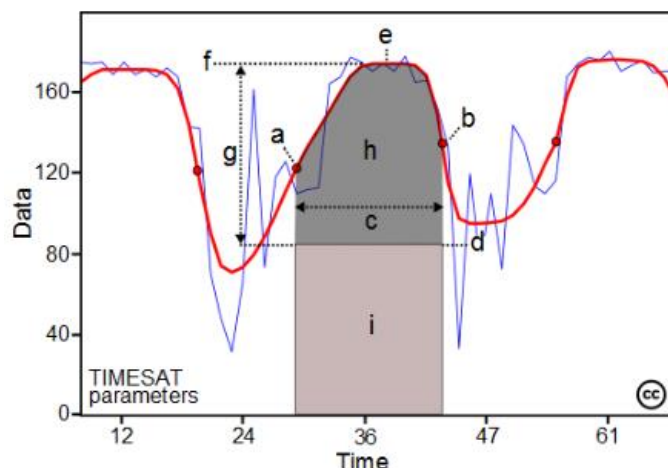 e
f
160
b
a
g
h
120
Data
c
80
d
40
i
TIMESAT
parameters
cc
0
12
24
36
47
61
Time